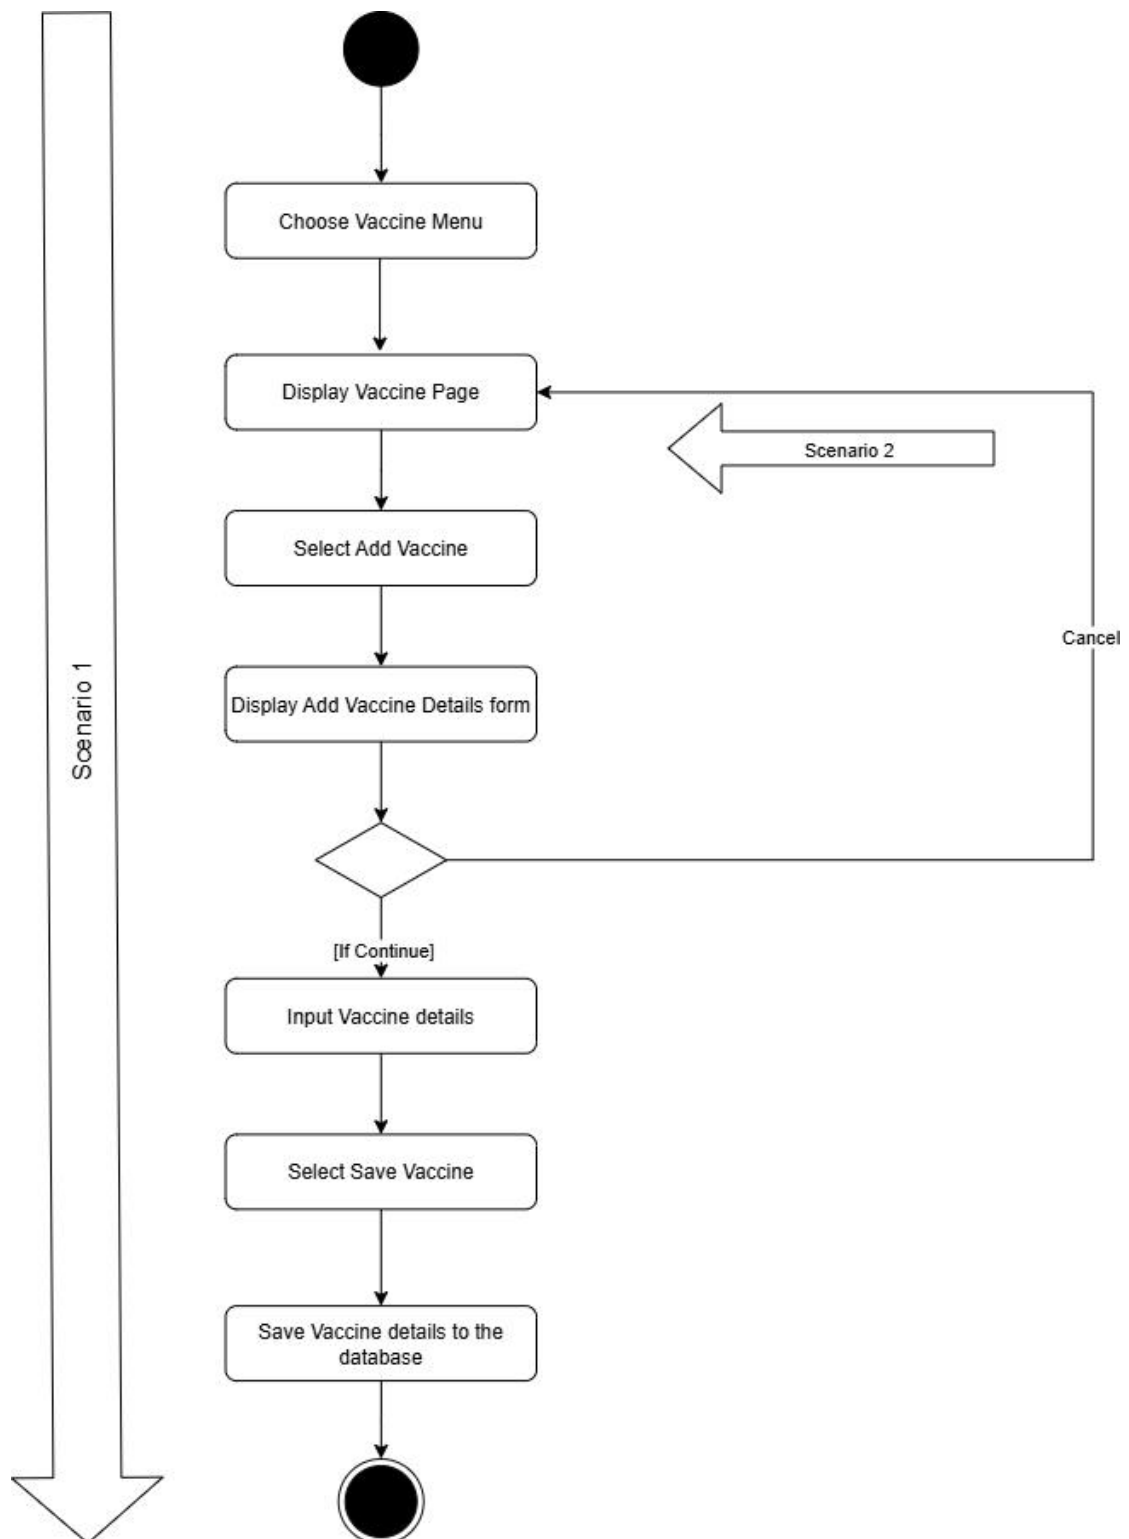 Choose Vaccine Menu
Display Vaccine Page
Scenario 2
Select Add Vaccine
Cancel
Scenario 1
Display Add Vaccine Details form
[If Continue]
Input Vaccine details
Select Save Vaccine
Save Vaccine details to the
database